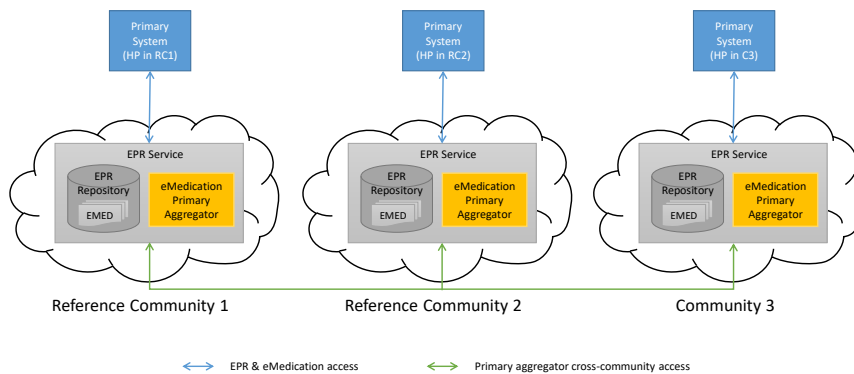 Primary
System
(HP in RC1)
Primary
System
(HP in RC2)
Primary
System
(HP in C3)
EPR Service
EPR
Repository
EMED
eMedication
Primary
Aggregator
EPR Service
EPR
Repository
EMED
eMedication
Primary
Aggregator
EPR Service
EPR
Repository
EMED
eMedication
Primary
Aggregator
Reference Community 1
Reference Community 2
Community 3
EPR & eMedication access
Primary aggregator cross-community access